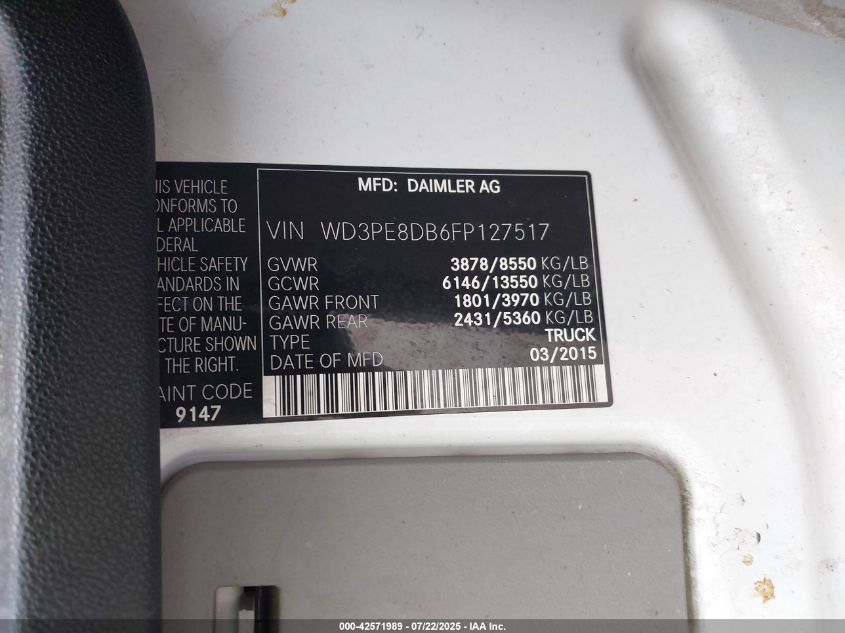 MFD: DAIMLER AG
VIN WD3PE8DB6FP127517
GVWR 3878/8550 KG/LB
GCWR 6146/13550 KG/LB
GAWR FRONT 1801/3970 KG/LB
GAWR REAR 2431/5360 KG/LB
TYPE TRUCK
DATE OF MFD 03/2015
HIS VEHICLE
ONFORMS TO
L APPLICABLE
DERAL
HICLE SAFETY
ANDARDS IN
FECT ON THE
TE OF MANU-
CTURE SHOWN
THE RIGHT.
AINT CODE
9147
000-42571989 - 07/22/2025 - IAA Inc.